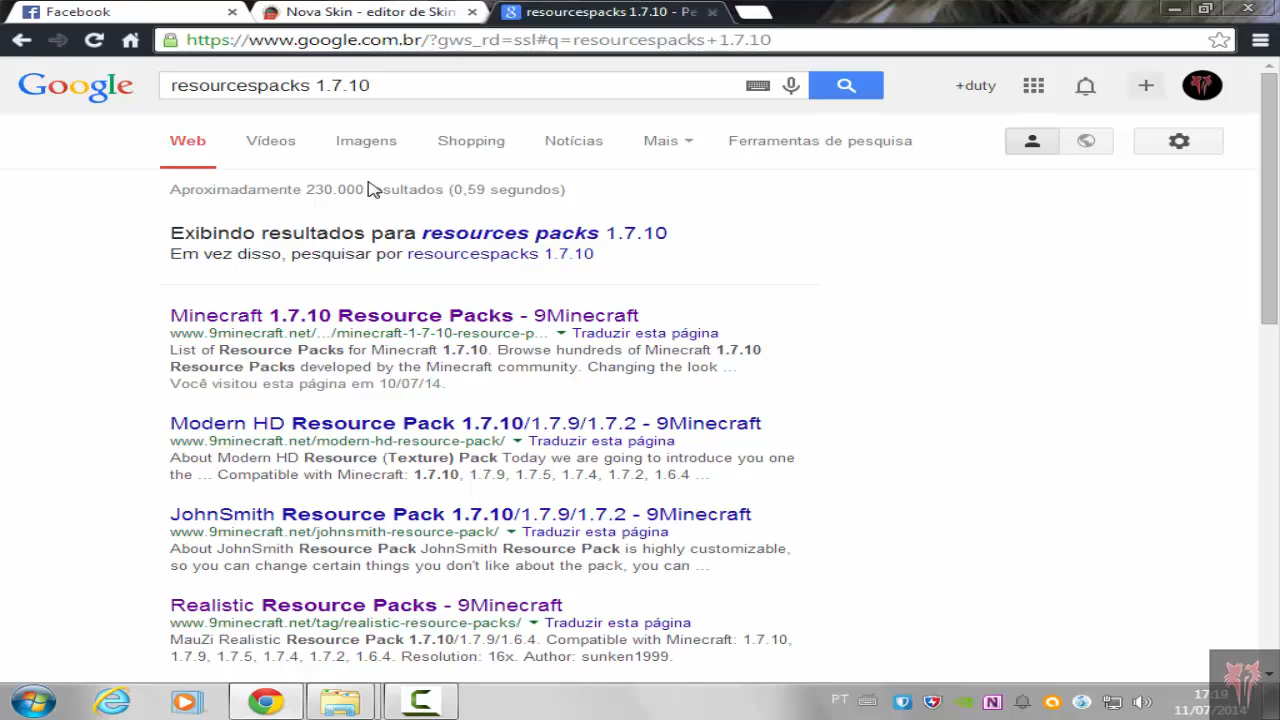 Facebook
Nova Skin - editor de Skin
resourcespacks 1.7.10 - Pe
https://www.google.com.br/?gws_rd=ssl#q=resourcespacks+1.7.10
Google
resourcespacks 1.7.10
+duty
Web Vídeos Imagens Shopping Notícias Mais Ferramentas de pesquisa
Aproximadamente 230.000 resultados (0,59 segundos)
Exibindo resultados para resources packs 1.7.10
Em vez disso, pesquisar por resourcespacks 1.7.10
Minecraft 1.7.10 Resource Packs - 9Minecraft
www.9minecraft.net/.../minecraft-1-7-10-resource-p... Traduzir esta página
List of Resource Packs for Minecraft 1.7.10. Browse hundreds of Minecraft 1.7.10
Resource Packs developed by the Minecraft community. Changing the look ...
Você visitou esta página em 10/07/14.
Modern HD Resource Pack 1.7.10/1.7.9/1.7.2 - 9Minecraft
www.9minecraft.net/modern-hd-resource-pack/ Traduzir esta página
About Modern HD Resource (Texture) Pack Today we are going to introduce you one
the ... Compatible with Minecraft: 1.7.10, 1.7.9, 1.7.5, 1.7.4, 1.7.2, 1.6.4 ...
JohnSmith Resource Pack 1.7.10/1.7.9/1.7.2 - 9Minecraft
www.9minecraft.net/johnsmith-resource-pack/ Traduzir esta página
About JohnSmith Resource Pack JohnSmith Resource Pack is highly customizable,
so you can change certain things you don't like about the pack, you can ...
Realistic Resource Packs - 9Minecraft
www.9minecraft.net/tag/realistic-resource-packs/ Traduzir esta página
MauZi Realistic Resource Pack 1.7.10/1.7.9/1.6.4. Compatible with Minecraft: 1.7.10,
1.7.9, 1.7.5, 1.7.4, 1.7.2, 1.6.4. Resolution: 16x. Author: sunken1999.
PT
17:19
11/07/2014